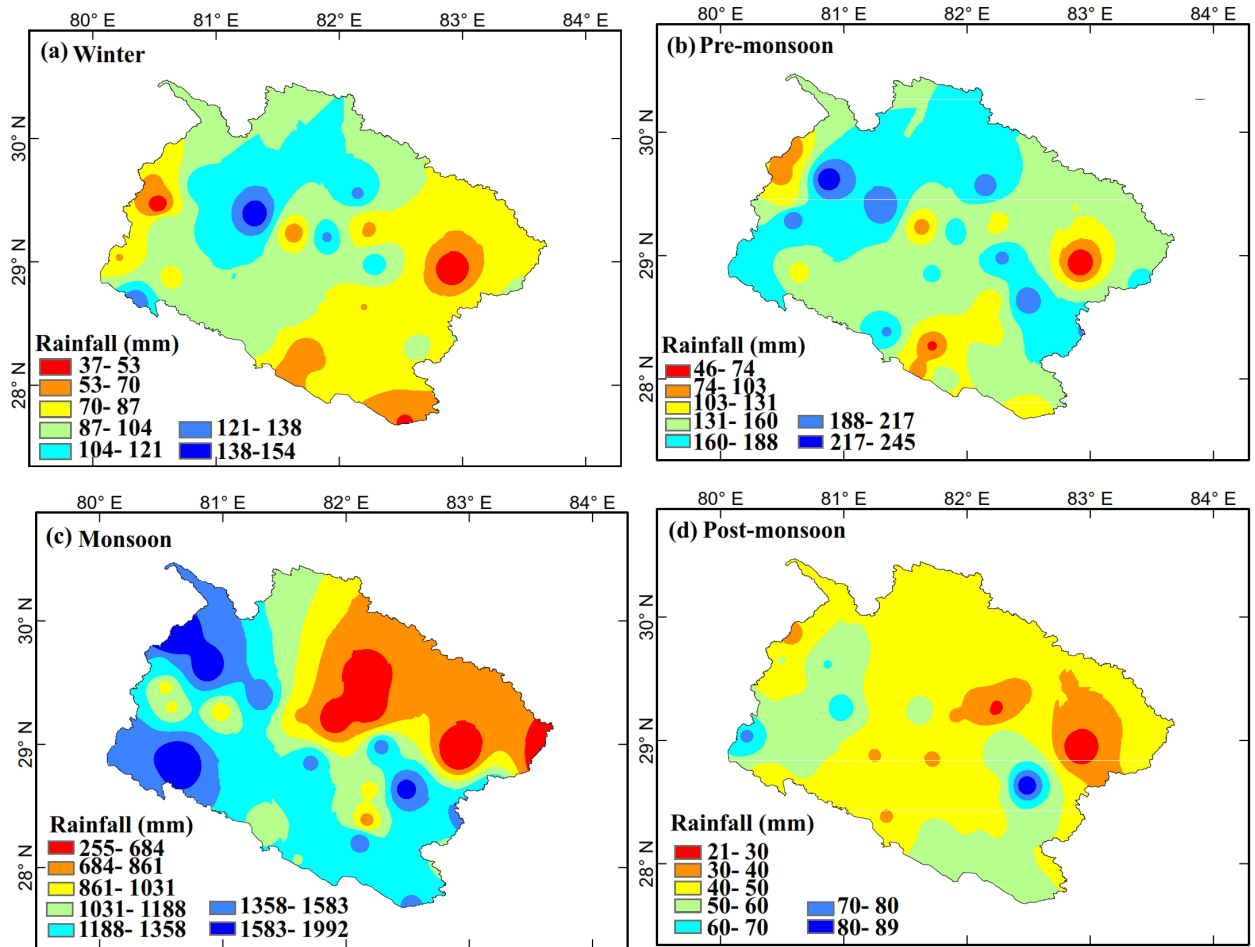 80° E 81° E 82° E 83° E 84° E
(a) Winter
30° N
29° N
28° N
Rainfall (mm)
37- 53
53- 70
70- 87
87- 104
104- 121
121- 138
138-154
80° E 81° E 82° E 83° E 84° E
(b) Pre-monsoon
30° N
29° N
28° N
Rainfall (mm)
46- 74
74- 103
103- 131
131- 160
160- 188
188- 217
217- 245
80° E 81° E 82° E 83° E 84° E
(c) Monsoon
30° N
29° N
28° N
Rainfall (mm)
255- 684
684- 861
861- 1031
1031- 1188
1188- 1358
1358- 1583
1583- 1992
80° E 81° E 82° E 83° E 84° E
(d) Post-monsoon
30° N
29° N
28° N
Rainfall (mm)
21- 30
30- 40
40- 50
50- 60
60- 70
70- 80
80- 89